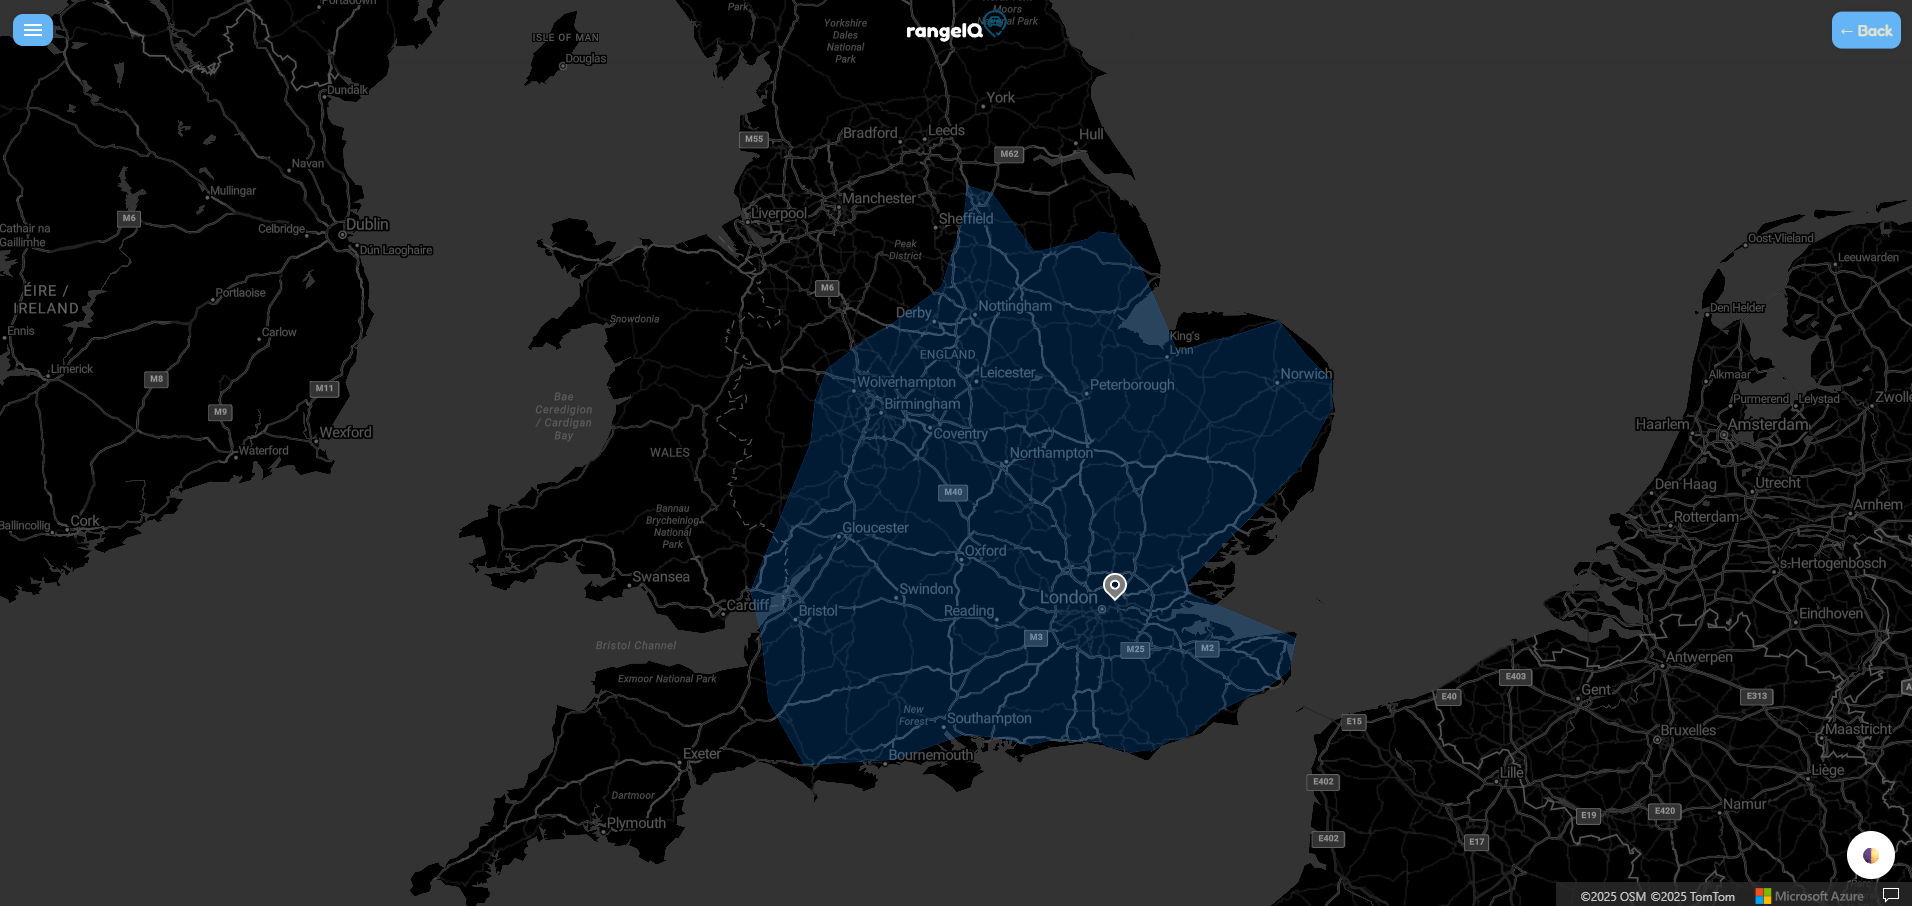 Portadown
Park
Moors
National Park
Yorkshire
Dales
National
Park
rangeIQ
← Back
ISLE OF MAN
Douglas
Dundalk
York
Bradford
Leeds
Hull
M55
M62
Navan
Mullingar
Manchester
Liverpool
Sheffield
M6
Dublin
Celbridge
Cathair na
Gaillimhe
Dún Laoghaire
Peak
District
Oost-Vlieland
Leeuwarden
M6
ÉIRE /
IRELAND
Portlaoise
Nottingham
Derby
Den Helder
Snowdonia
Carlow
Ennis
King's
Lynn
ENGLAND
Limerick
M8
M11
Leicester
Norwich
Wolverhampton
Peterborough
Alkmaar
Purmerend
Lelystad
Zwolle
Bae
Ceredigion
/ Cardigan
Bay
M9
Birmingham
Wexford
Coventry
Haarlem
Amsterdam
Waterford
WALES
Northampton
M40
Den Haag
Utrecht
Arnhem
Ballincollig
Cork
Bannau
Brycheiniog
National
Park
Gloucester
Rotterdam
Oxford
's-Hertogenbosch
Swansea
Swindon
London
Cardiff
Bristol
Reading
Eindhoven
M3
M25
M2
Bristol Channel
Exmoor National Park
Antwerpen
E403
Gent
E40
E313
New
Forest
Southampton
E15
Bruxelles
Maastricht
Exeter
Bournemouth
Lille
Liège
E402
Dartmoor
Plymouth
E19
E420
Namur
E402
E17
©2025 OSM ©2025 TomTom
Microsoft Azure